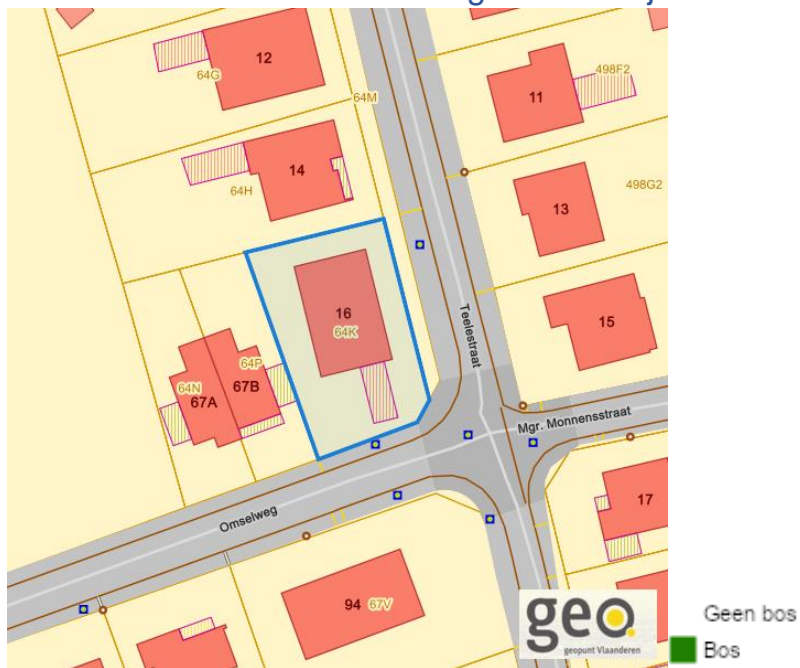 12
64G
64M
11
498F2
14
64H
13
498G2
16
64K
Teelestraat
15
64P
64N
67B
67A
Mgr. Monnensstraat
Omselweg
17
94 67V
geo.
geopunt Vlaanderen
Geen bos
Bos